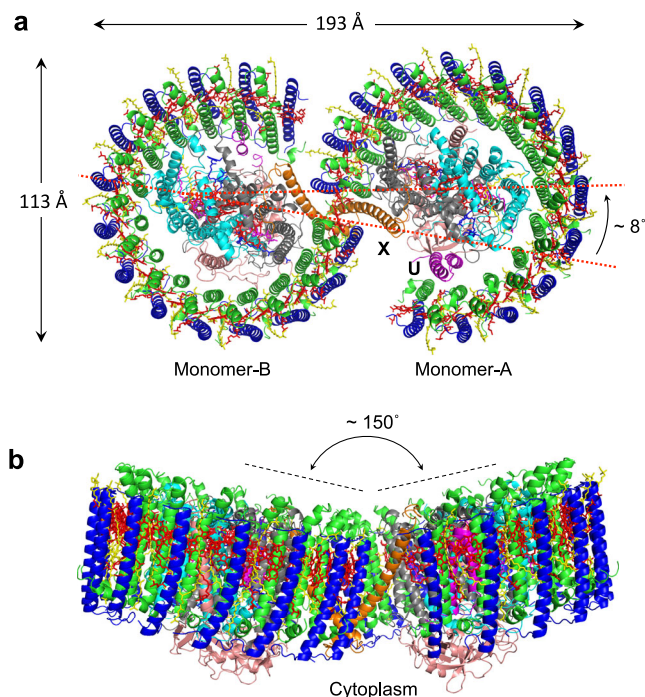 a
193 Å
113 Å
~ 8°
X
U
Monomer-B
Monomer-A
~ 150°
b
Cytoplasm